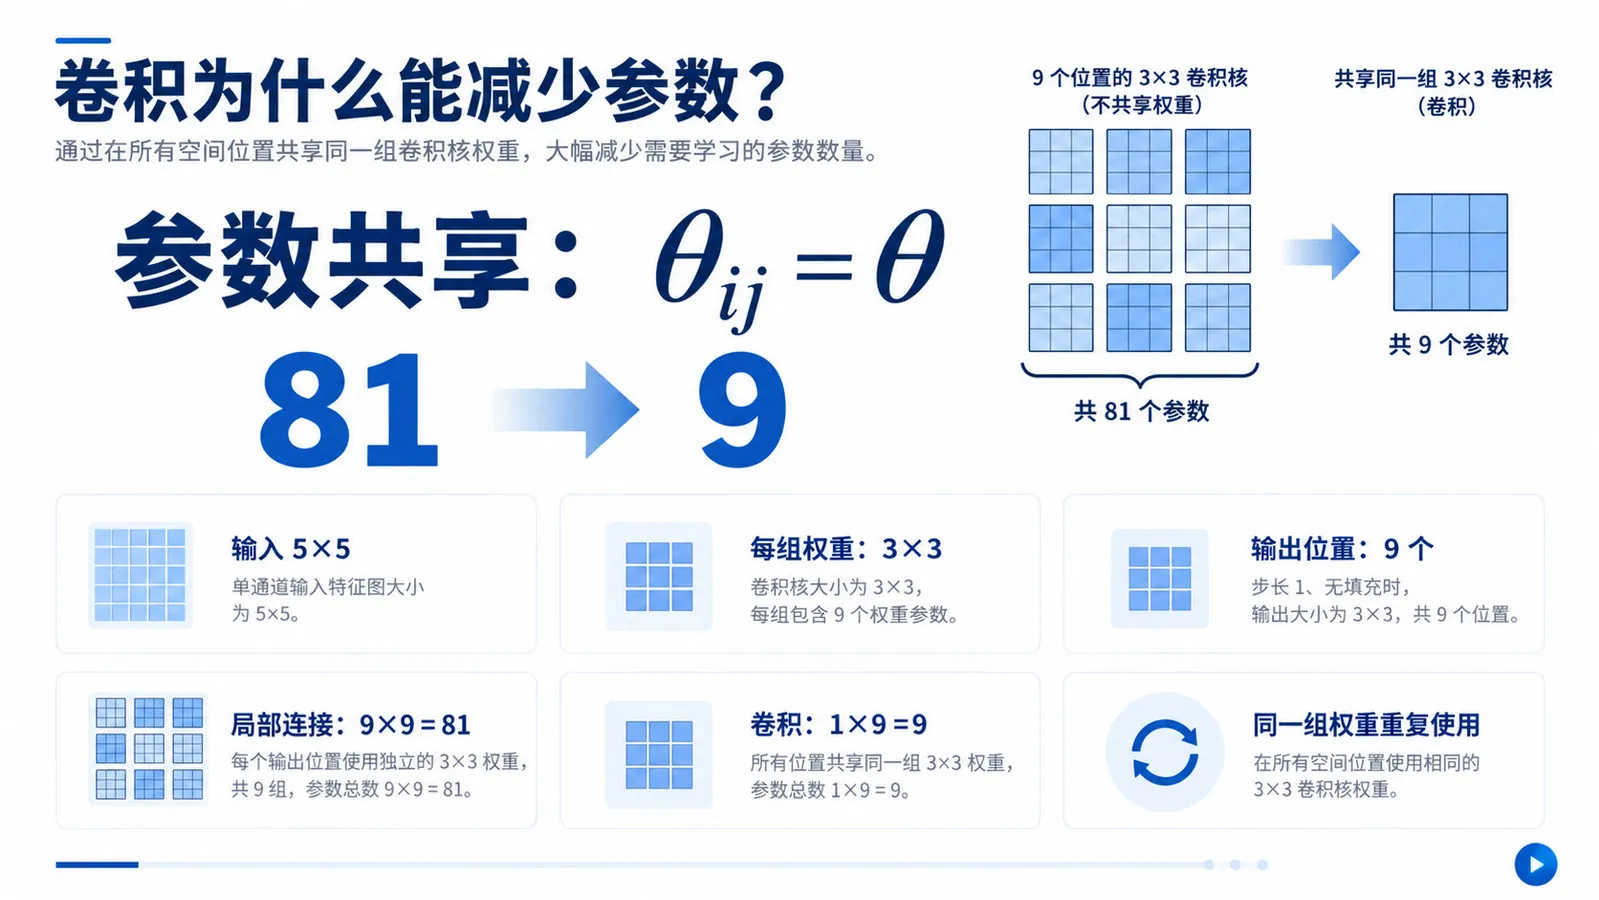 卷积为什么能减少参数？
通过在所有空间位置共享同一组卷积核权重，大幅减少需要学习的参数数量。
参数共享： θij = θ
81 9
9 个位置的 3×3 卷积核
（不共享权重）
共 81 个参数
共享同一组 3×3 卷积核
（卷积）
共 9 个参数
输入 5×5
单通道输入特征图大小
为 5×5。
每组权重：3×3
卷积核大小为 3×3，
每组包含 9 个权重参数。
输出位置：9 个
步长 1、无填充时，
输出大小为 3×3，共 9 个位置。
局部连接：9×9 = 81
每个输出位置使用独立的 3×3 权重，
共 9 组，参数总数 9×9 = 81。
卷积：1×9 = 9
所有位置共享同一组 3×3 权重，
参数总数 1×9 = 9。
同一组权重重复使用
在所有空间位置使用相同的
3×3 卷积核权重。